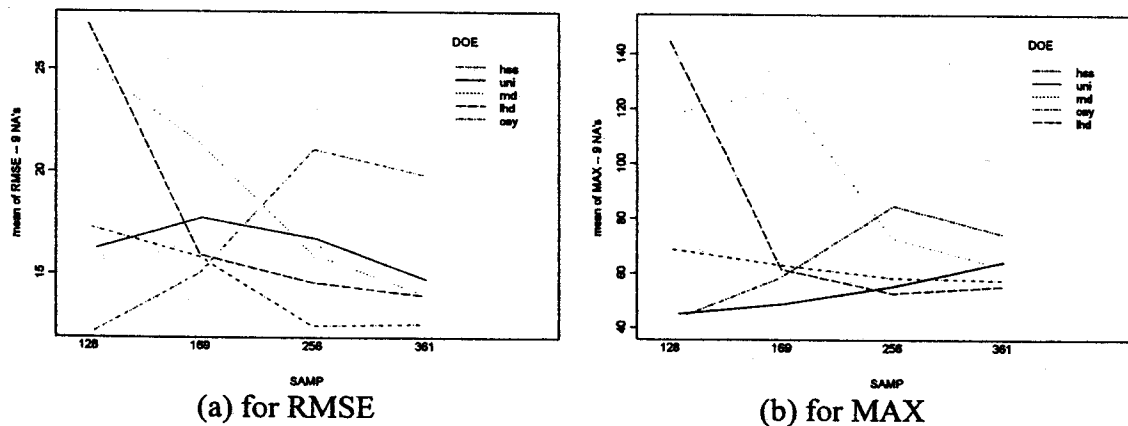 DOE
hss
uni
rnd
lhd
oay
mean of RMSE -- 9 NA's
25
20
15
128
169
256
361
SAMP
(a) for RMSE
DOE
hss
uni
rnd
oay
lhd
mean of MAX -- 9 NA's
140
120
100
80
60
40
128
169
256
361
SAMP
(b) for MAX